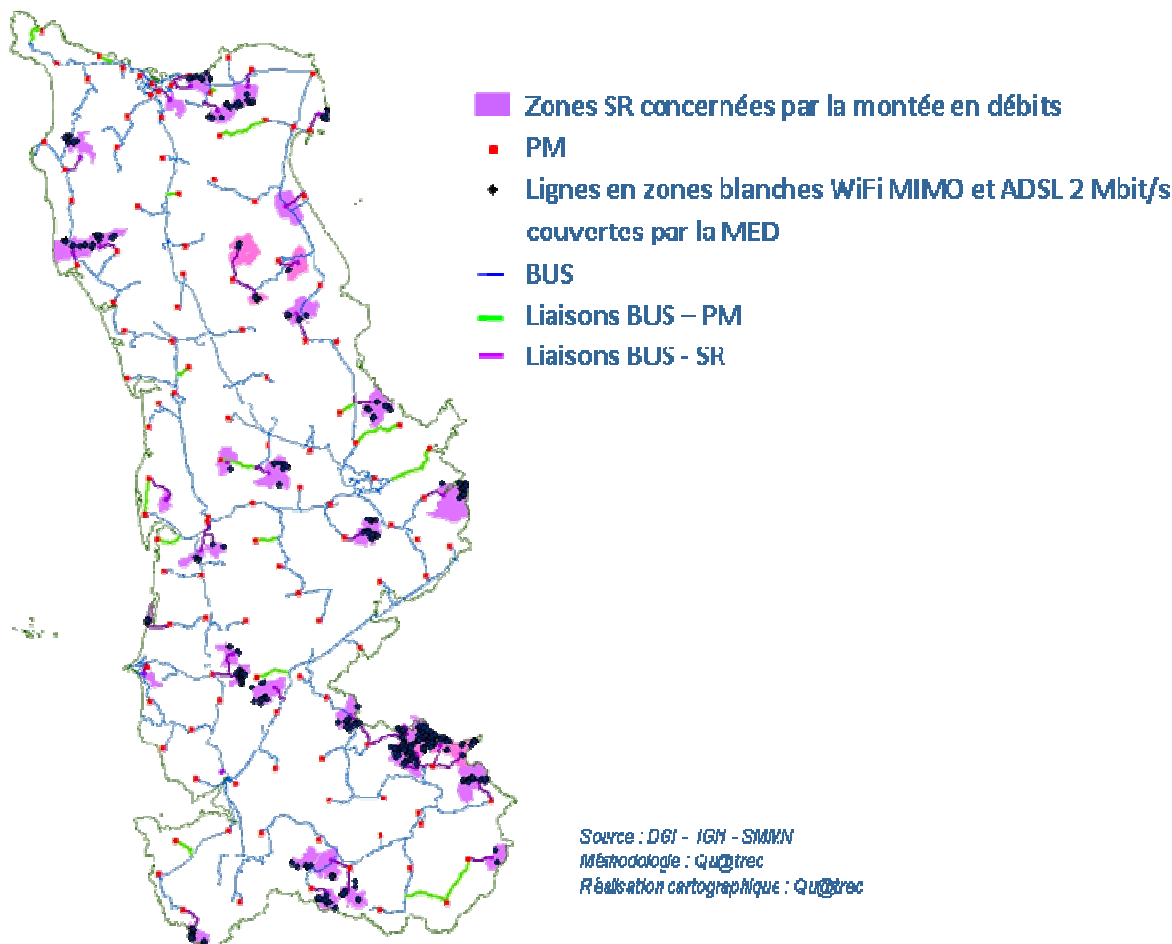 Zones SR concernées par la montée en débits
PM
Lignes en zones blanches WiFi MIMO et ADSL 2 Mbit/s
couvertes par la MED
BUS
Liaisons BUS – PM
Liaisons BUS - SR
Source : DGI - IGN - SMMN
Méthodologie : Qu@trec
Réalisation cartographique : Qu@trec